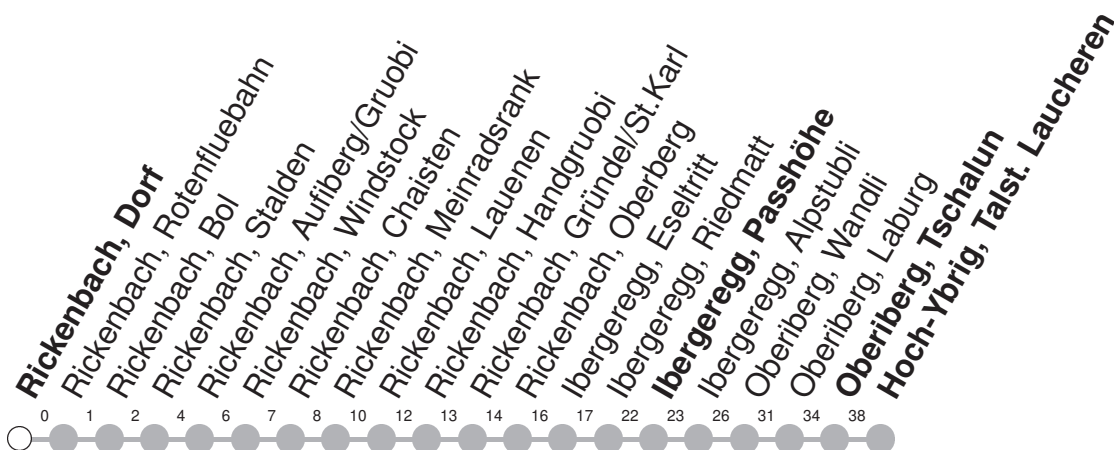 Rickenbach, Dorf
Rickenbach, Rotenfluebahn
Rickenbach, Bol
Rickenbach, Stalden
Rickenbach, Aufiberg/Gruobi
Rickenbach, Windstock
Rickenbach, Chaisten
Rickenbach, Meinradsrank
Rickenbach, Lauenen
Rickenbach, Handgruobi
Rickenbach, Gründel/St.Karl
Rickenbach, Oberberg
Ibergeregg, Eseltritt
Ibergeregg, Riedmatt
Ibergeregg, Passhöhe
Ibergeregg, Alpstubli
Oberiberg, Wandli
Oberiberg, Laburg
Oberiberg, Tschalun
Hoch-Ybrig, Talst. Laucheren
0 1 2 4 6 7 8 10 12 13 14 16 17 22 23 26 31 34 38